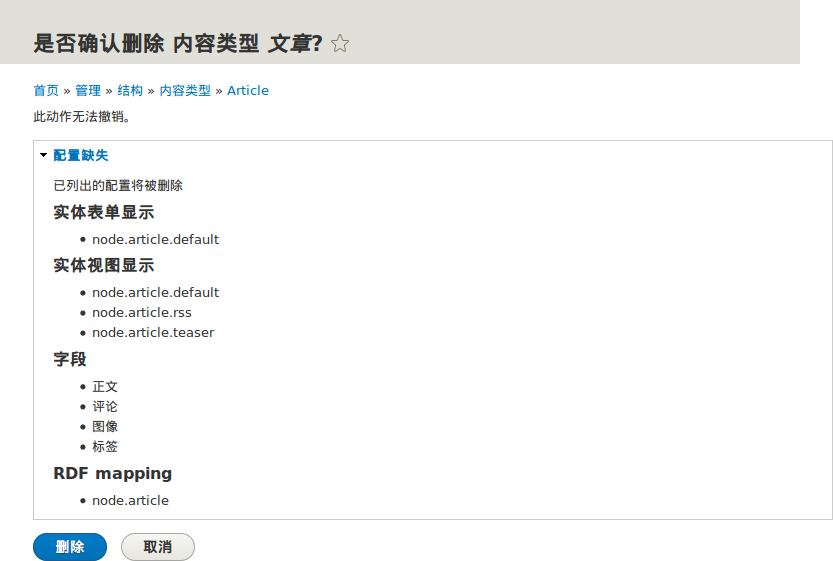 是否确认删除 内容类型 文章?
首页 » 管理 » 结构 » 内容类型 » Article
此动作无法撤销。
配置缺失
已列出的配置将被删除
实体表单显示
node.article.default
实体视图显示
node.article.default
node.article.rss
node.article.teaser
字段
正文
评论
图像
标签
RDF mapping
node.article
删除 取消